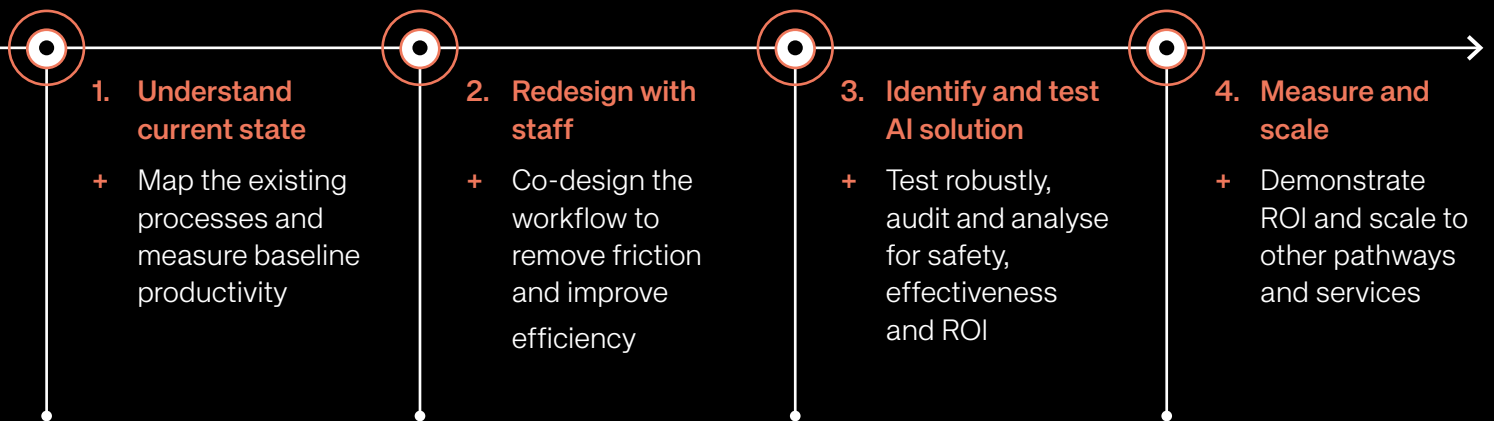 1. Understand
current state
+ Map the existing
processes and
measure baseline
productivity
2. Redesign with
staff
+ Co-design the
workflow to
remove friction
and improve
efficiency
3. Identify and test
AI solution
+ Test robustly,
audit and analyse
for safety,
effectiveness
and ROI
4. Measure and
scale
+ Demonstrate
ROI and scale to
other pathways
and services